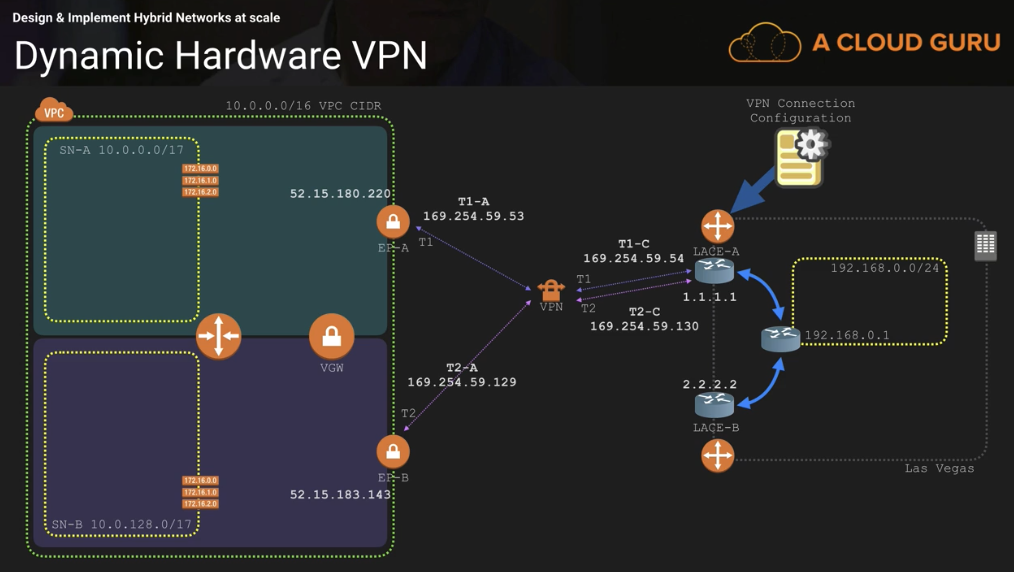 Design & Implement Hybrid Networks at scale
Dynamic Hardware VPN
A CLOUD GURU
VPC
10.0.0.0/16 VPC CIDR
VPN Connection
Configuration
SN-A 10.0.0.0/17
172.16.0.0
172.16.1.0
172.16.2.0
52.15.180.220
EP-A
T1
T1-A
169.254.59.53
T1-C
169.254.59.54
LACE-A
192.168.0.0/24
VPN
T1
T2
1.1.1.1
T2-C
169.254.59.130
192.168.0.1
VGW
T2-A
169.254.59.129
2.2.2.2
T2
LACE-B
EP-B
Las Vegas
172.16.0.0
172.16.1.0
172.16.2.0
52.15.183.143
SN-B 10.0.128.0/17